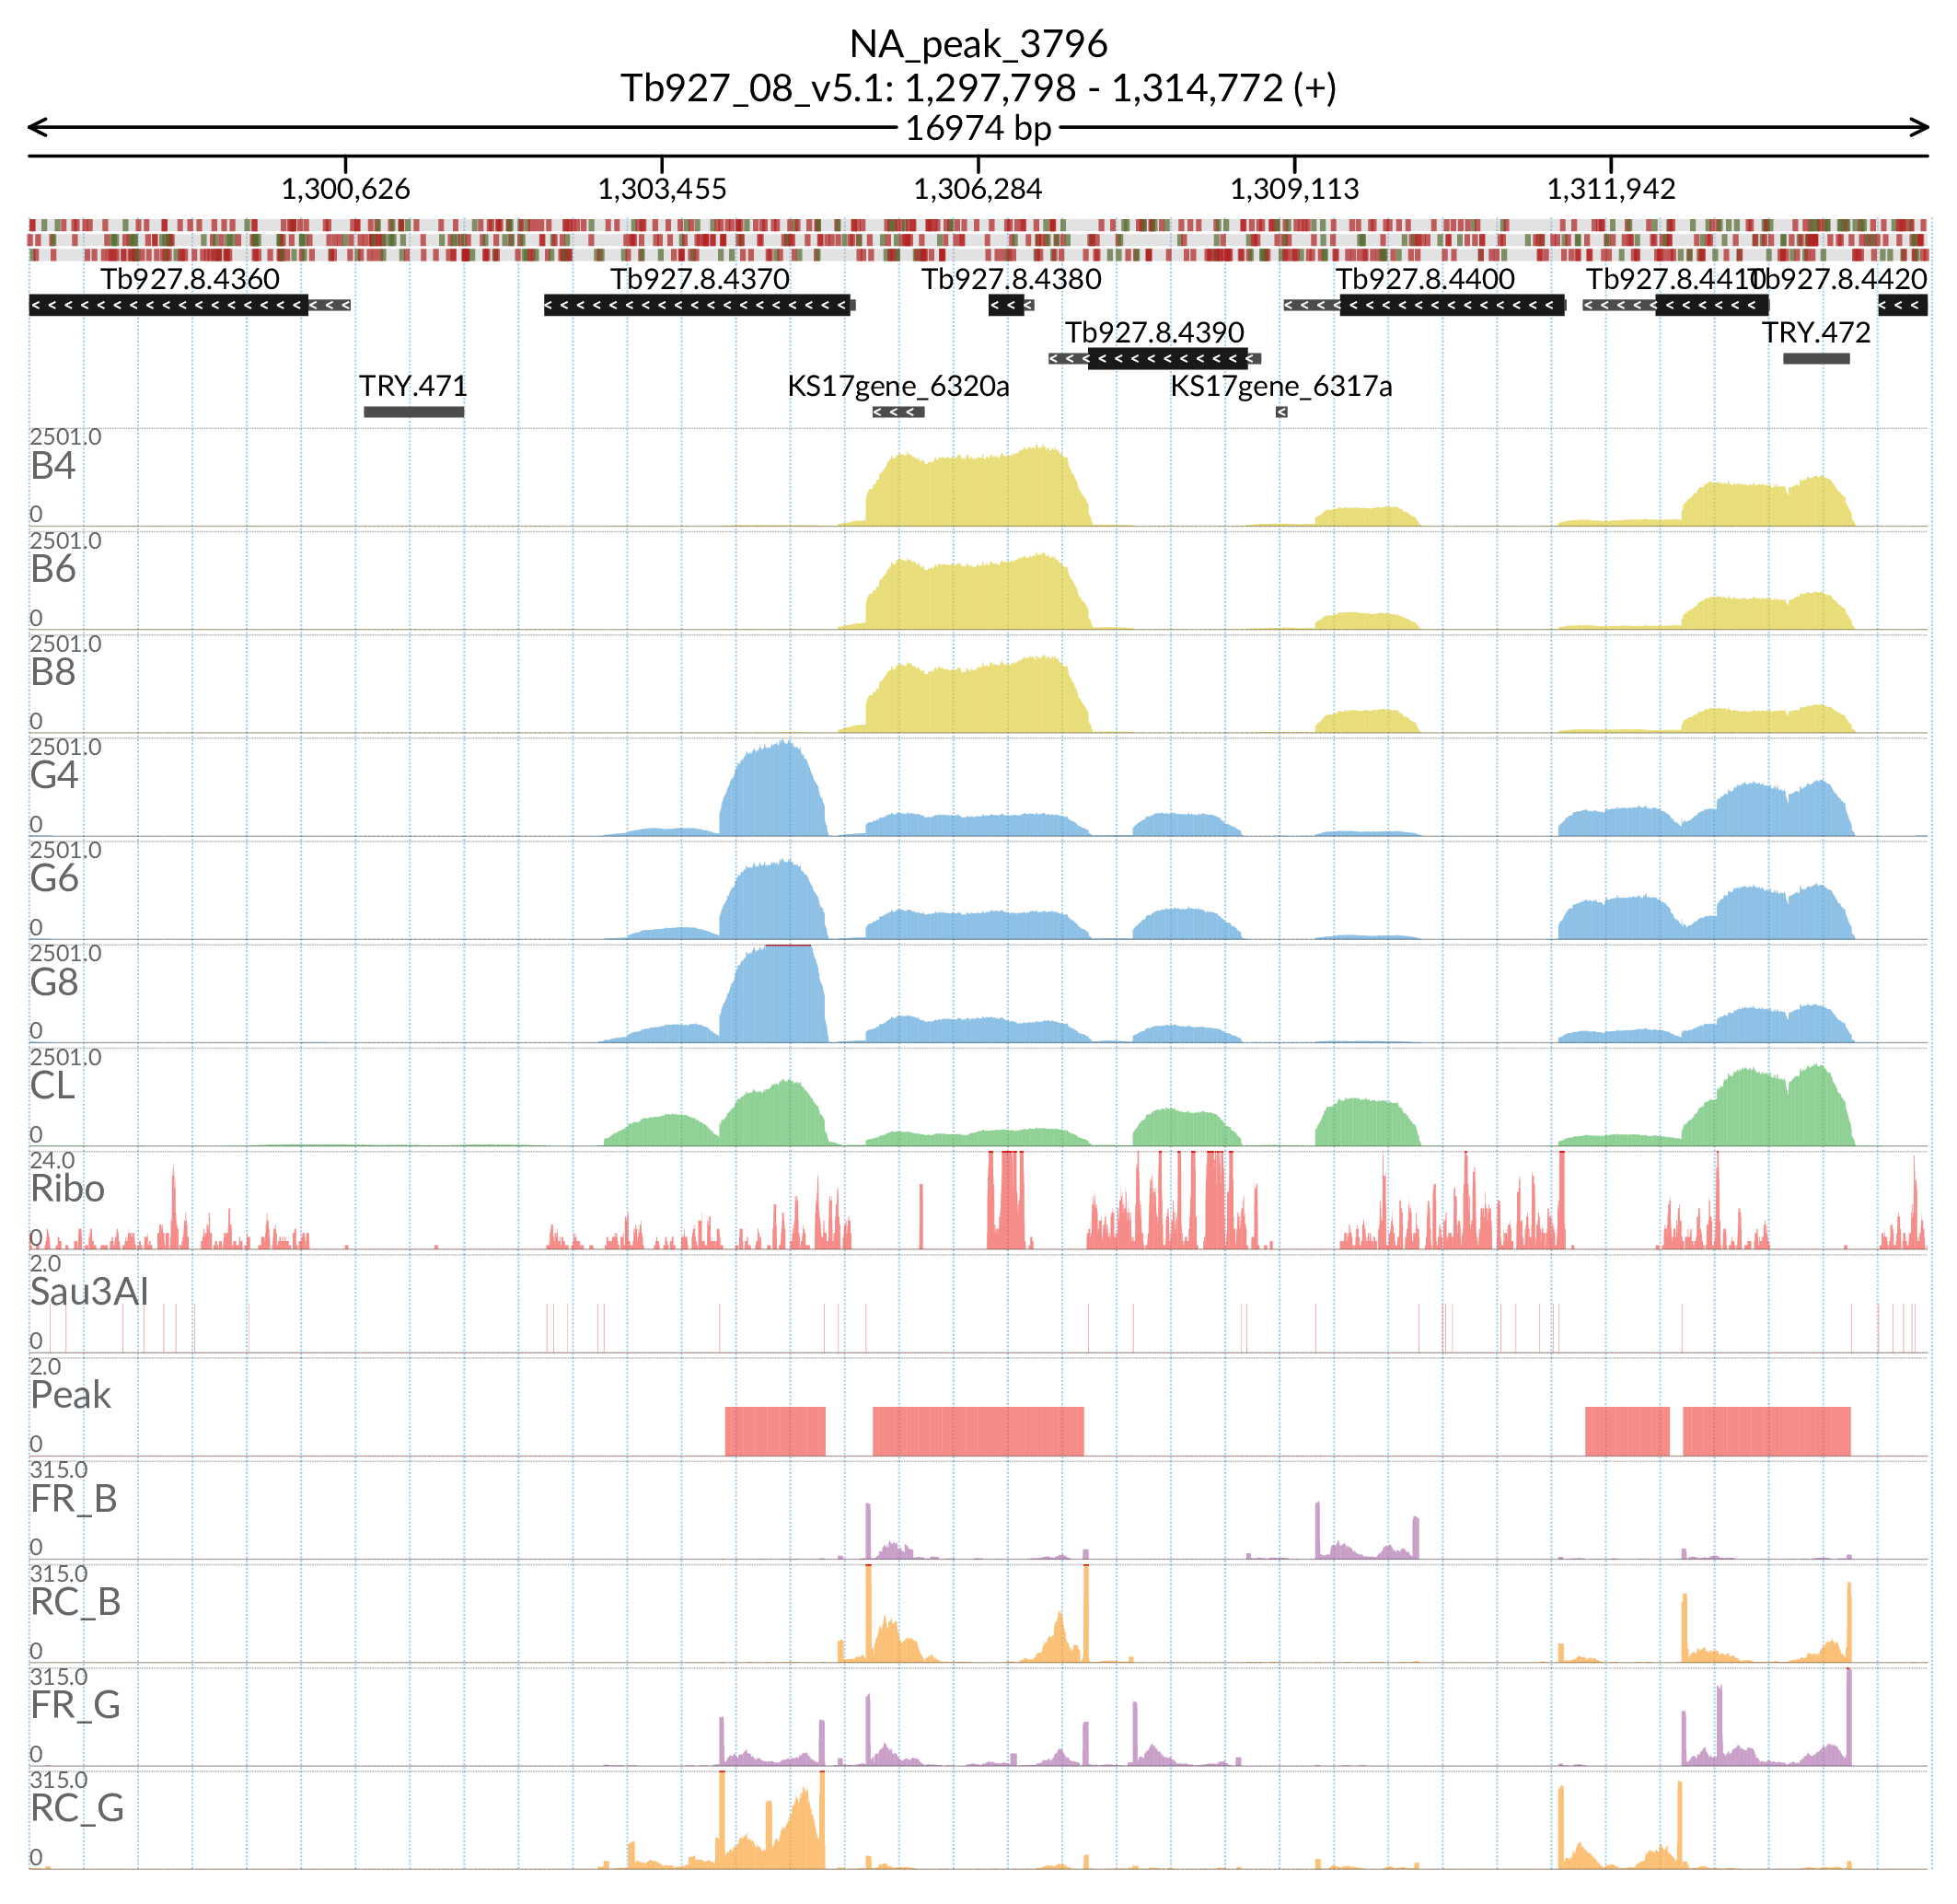 NA_peak_3796
Tb927_08_v5.1: 1,297,798 - 1,314,772 (+)
16974 bp
1,300,626 1,303,455 1,306,284 1,309,113 1,311,942
Tb927.8.4360 Tb927.8.4370 Tb927.8.4380 Tb927.8.4400 Tb927.8.4410 Tb927.8.4420
Tb927.8.4390 TRY.472
TRY.471 KS17gene_6320a KS17gene_6317a
2501.0
B4
0
2501.0
B6
0
2501.0
B8
0
2501.0
G4
0
2501.0
G6
0
2501.0
G8
0
2501.0
CL
0
24.0
Ribo
0
2.0
Sau3AI
0
2.0
Peak
0
315.0
FR_B
0
315.0
RC_B
0
315.0
FR_G
0
315.0
RC_G
0